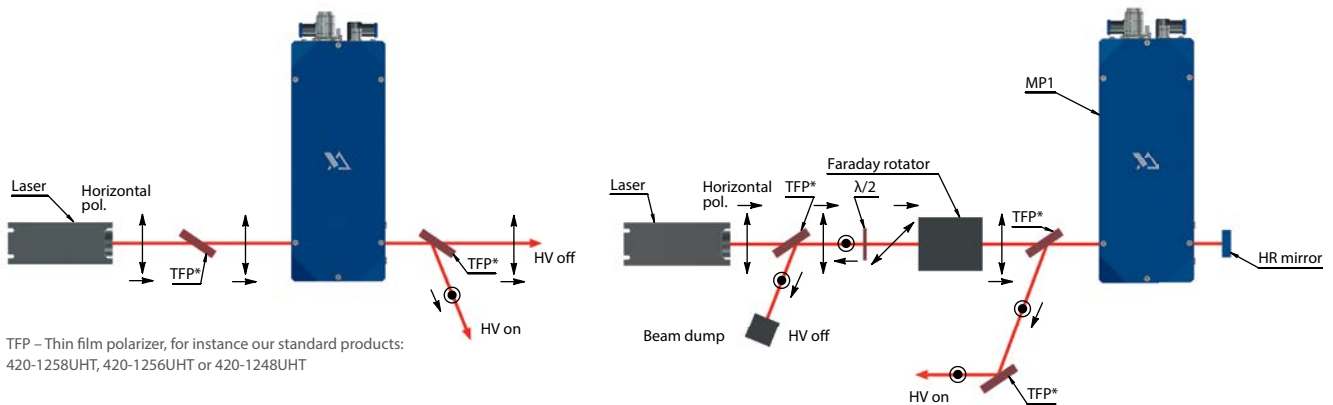 Laser
Horizontal
pol.
TFP*
TFP*
HV off
HV on
TFP – Thin film polarizer, for instance our standard products:
420-1258UHT, 420-1256UHT or 420-1248UHT
Laser
Horizontal
pol.
TFP*
λ/2
Faraday rotator
TFP*
MP1
HR mirror
Beam dump
HV off
HV on
TFP*